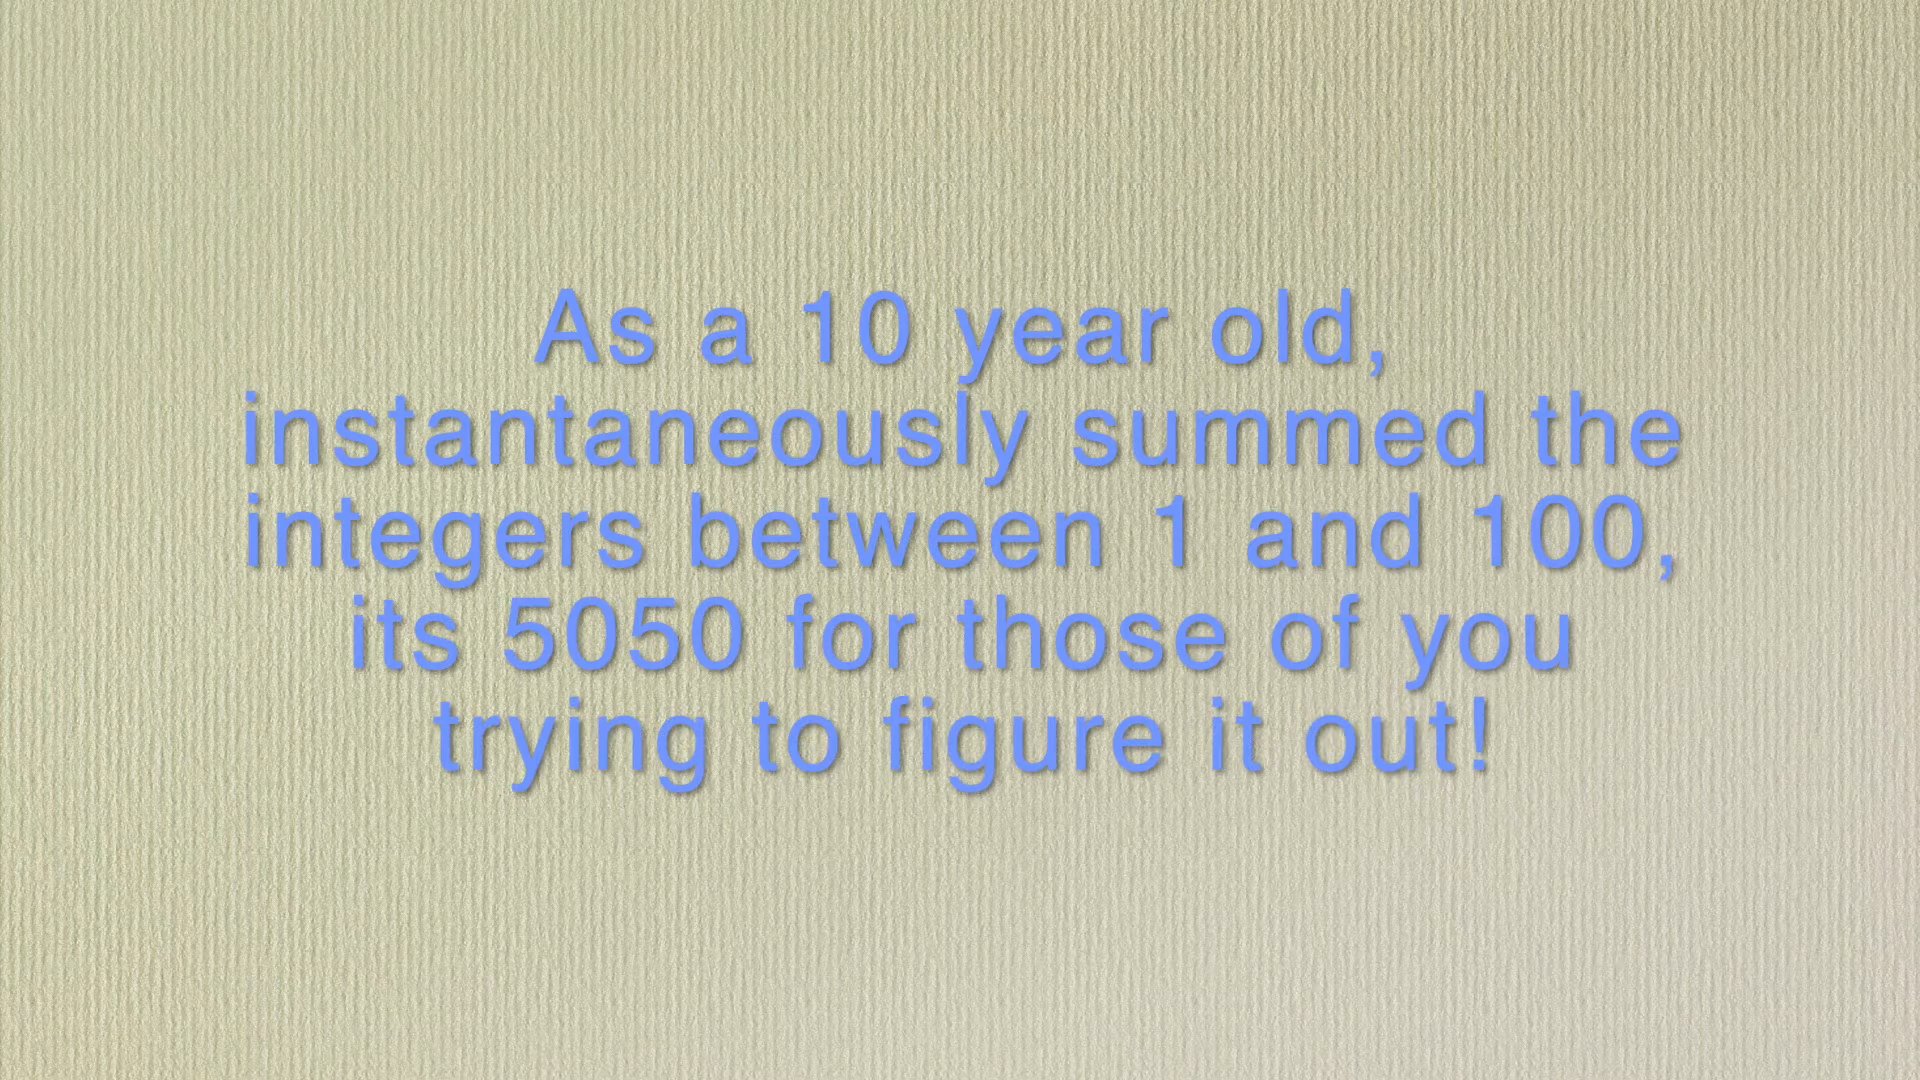 As a 10 year old,
instantaneously summed the
integers between 1 and 100,
its 5050 for those of you
trying to figure it out!